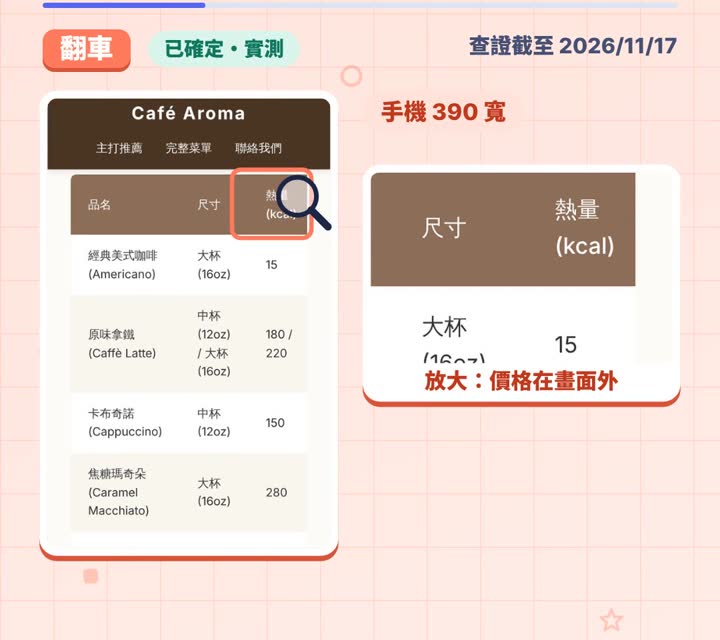 翻車
已確定・實測
查證截至 2026/11/17
Café Aroma
主打推薦 完整菜單 聯絡我們
手機 390 寬
品名 尺寸 熱量
(kcal)
經典美式咖啡
(Americano)
大杯
(16oz)
15
原味拿鐵
(Caffè Latte)
中杯
(12oz)
/ 大杯
(16oz)
180 /
220
卡布奇諾
(Cappuccino)
中杯
(12oz)
150
焦糖瑪奇朵
(Caramel
Macchiato)
大杯
(16oz)
280
尺寸
熱量
(kcal)
大杯
(16oz)
15
放大：價格在畫面外